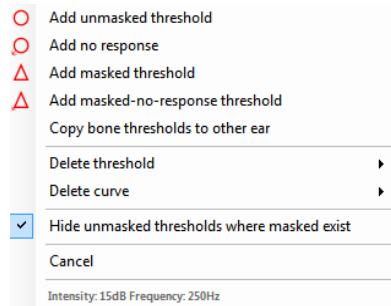 Add unmasked threshold
Add no response
Add masked threshold
Add masked-no-response threshold
Copy bone thresholds to other ear
Delete threshold
Delete curve
Hide unmasked thresholds where masked exist
Cancel
Intensity: 15dB Frequency: 250Hz